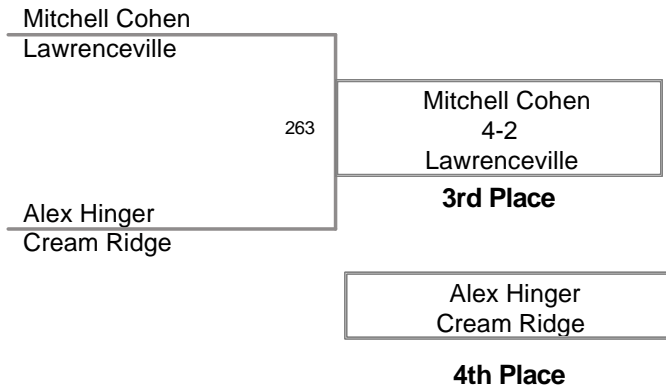 Mitchell Cohen
Lawrenceville
263
Mitchell Cohen
4-2
Lawrenceville
3rd Place
Alex Hinger
Cream Ridge
Alex Hinger
Cream Ridge
4th Place